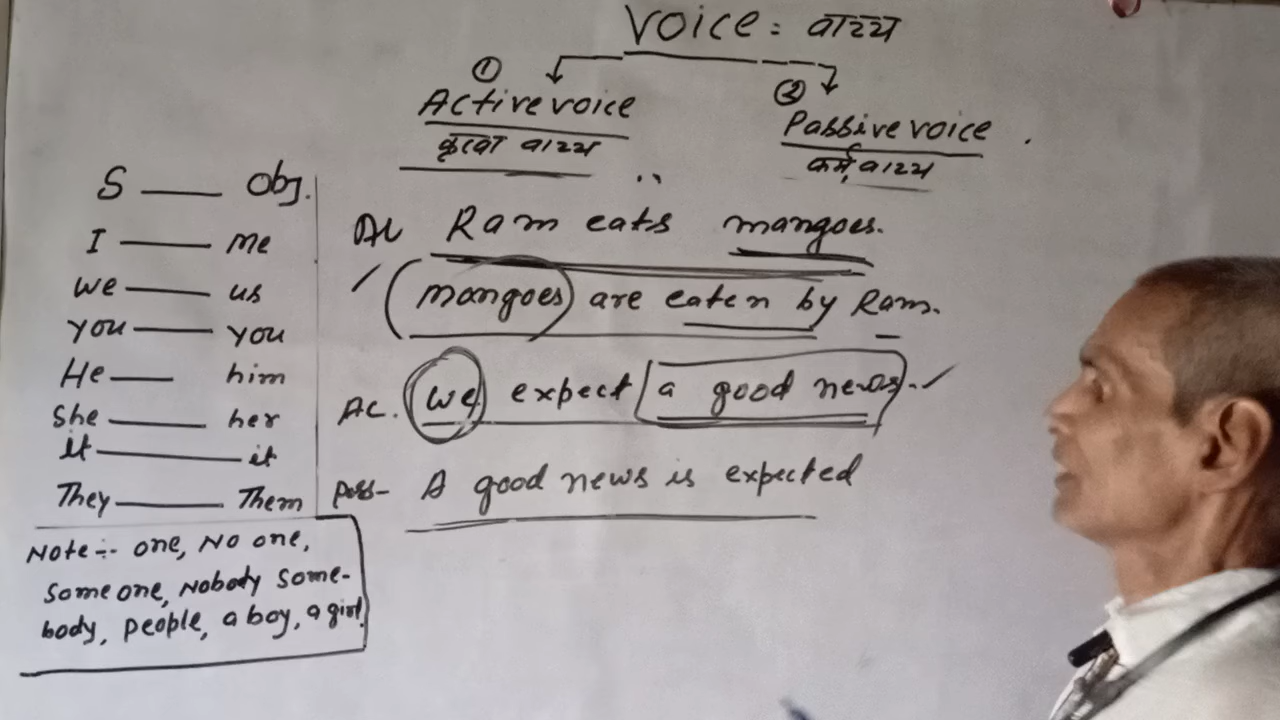 Voice: वाच्य
① ②
Active voice Passive voice
कृत्वा वाच्य कर्म वाच्य
S — Obj.
I — me
we — us
you — you
He — him
she — her
it — it
They — Them
Note:- one, No one,
Some one, Nobody Some-
body, people, a boy, a girl.
Ac Ram eats mangoes.
mangoes are eaten by Ram.
Ac. we expect a good news.
Pass- A good news is expected